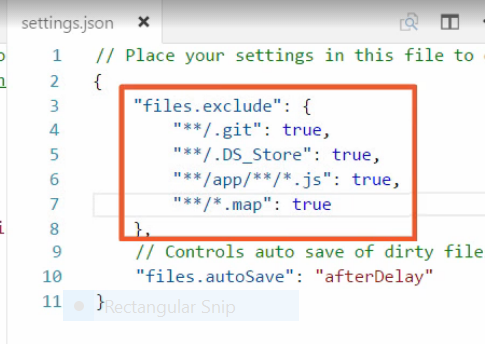 settings.json ×
1 // Place your settings in this file to
2 {
3 "files.exclude": {
4 "**/.git": true,
5 "**/.DS_Store": true,
6 "**/app/**/*.js": true,
7 "**/*.map": true
8 },
9 // Controls auto save of dirty file
10 "files.autoSave": "afterDelay"
11 }
Rectangular Snip